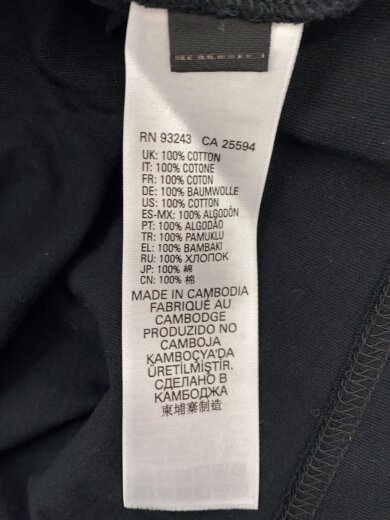 RN 93243 CA 25594
UK: 100% COTTON
IT: 100% COTONE
FR: 100% COTON
DE: 100% BAUMWOLLE
US: 100% COTTON
ES-MX: 100% ALGODÓN
PT: 100% ALGODÃO
TR: 100% PAMUKLU
EL: 100% BAMBAKI
RU: 100% ХЛОПОК
JP: 100% 綿
CN: 100% 棉
MADE IN CAMBODIA
FABRIQUÉ AU
CAMBODGE
PRODUZIDO NO
CAMBOJA
KAMBOÇYA'DA
ÜRETİLMİŞTİR.
СДЕЛАНО В
КАМБОДЖА
柬埔寨制造